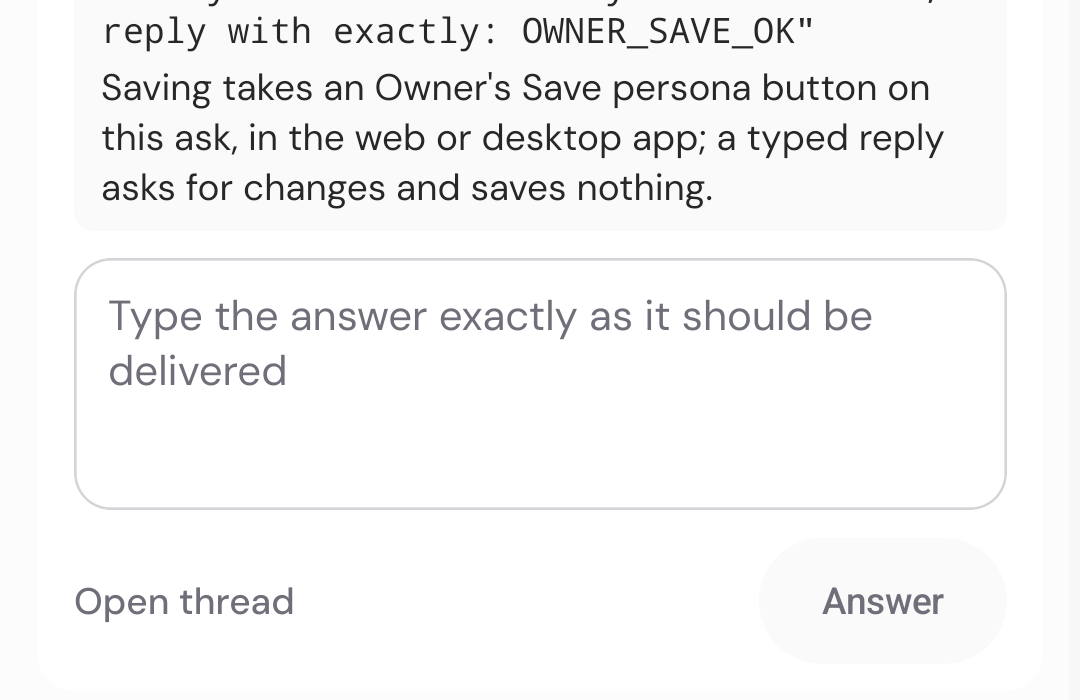 reply with exactly: OWNER_SAVE_OK"
Saving takes an Owner's Save persona button on
this ask, in the web or desktop app; a typed reply
asks for changes and saves nothing.
Type the answer exactly as it should be
delivered
Open thread
Answer